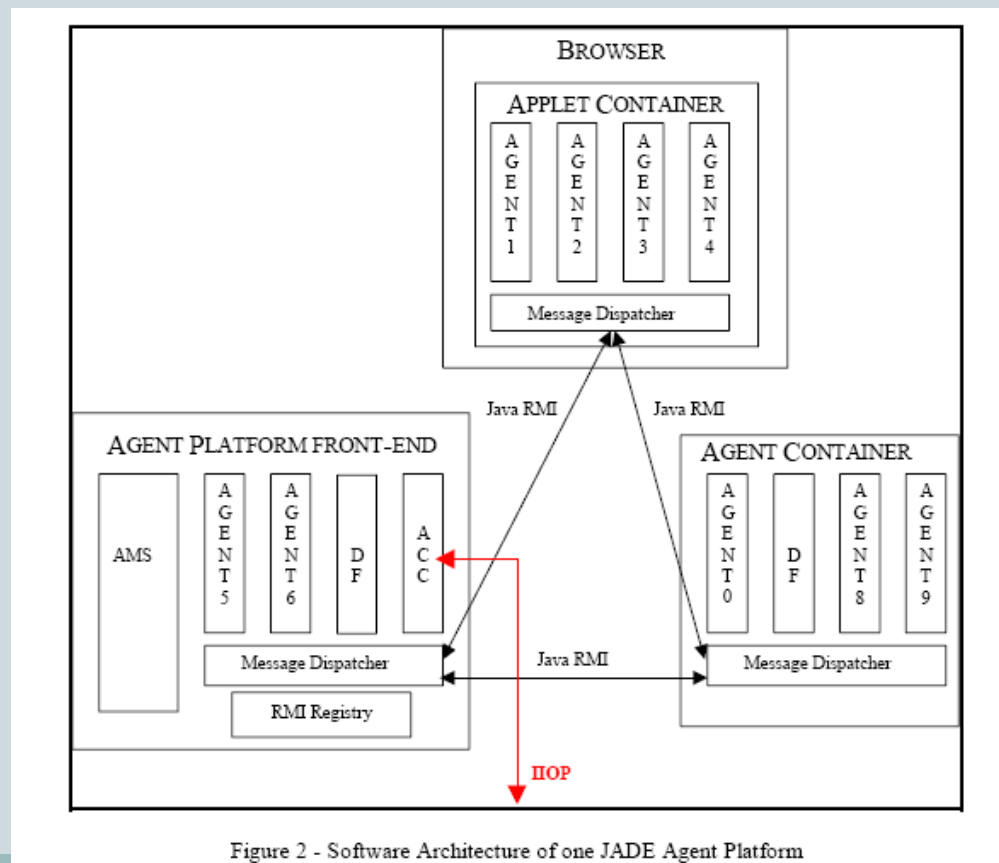 BROWSER
APPLET CONTAINER
AGENT1
AGENT2
AGENT3
AGENT4
Message Dispatcher
Java RMI
Java RMI
AGENT PLATFORM FRONT-END
AMS
AGENT5
AGENT6
DF
ACC
Message Dispatcher
RMI Registry
Java RMI
AGENT CONTAINER
AGENT0
DF
AGENT8
AGENT9
Message Dispatcher
IIOP
Figure 2 - Software Architecture of one JADE Agent Platform